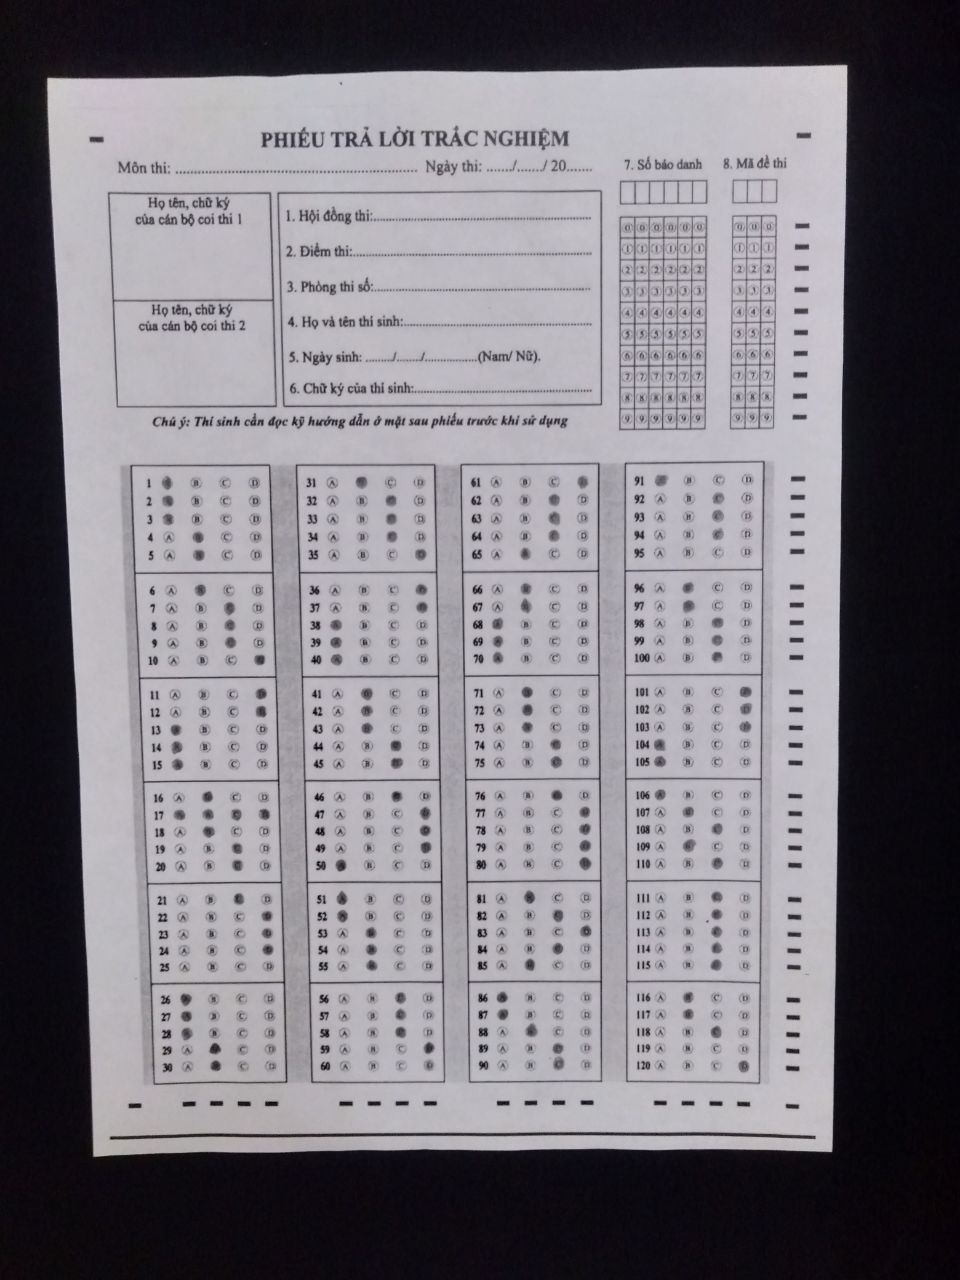 PHIẾU TRẢ LỜI TRẮC NGHIỆM
Môn thi: ................................ Ngày thi: ....../....../ 20......
7. Số báo danh
8. Mã đề thi
Họ tên, chữ ký
của cán bộ coi thi 1
Họ tên, chữ ký
của cán bộ coi thi 2
1. Hội đồng thi:................................
2. Điểm thi:................................
3. Phòng thi số:................................
4. Họ và tên thí sinh:................................
5. Ngày sinh: ......../......./...............(Nam/ Nữ).
6. Chữ ký của thí sinh:................................
0 0 0 0 0 0 0 0 0
1 1 1 1 1 1 1 1 1
2 2 2 2 2 2 2 2 2
3 3 3 3 3 3 3 3 3
4 4 4 4 4 4 4 4 4
5 5 5 5 5 5 5 5 5
6 6 6 6 6 6 6 6 6
7 7 7 7 7 7 7 7 7
8 8 8 8 8 8 8 8 8
9 9 9 9 9 9 9 9 9
Chú ý: Thí sinh cần đọc kỹ hướng dẫn ở mặt sau phiếu trước khi sử dụng
1 B C D
2 B C D
3 B C D
4 A C D
5 A C D
6 A C D
7 A B D
8 A B D
9 A B D
10 A B C
11 A B C
12 A B C
13 B C D
14 B C D
15 B C D
16 A C D
17
18 A C D
19 A B D
20 A B D
21 A B D
22 A B C
23 A B C
24 A B C
25 A B C D
26 B C D
27 B C D
28 B C D
29 A C D
30 A C D
31 A C D
32 A B D
33 A B D
34 A B D
35 A B C
36 A B C
37 A B C
38 B C D
39 B C D
40 B C D
41 A C D
42 A C D
43 A C D
44 A B D
45 A B D
46 A B D
47 A B C
48 A B C
49 A B C
50 B C D
51 B C D
52 B C D
53 A C D
54 A C D
55 A C D
56 A B D
57 A B D
58 A B D
59 A B C
60 A B C
61 A B C
62 A B D
63 A B D
64 A B D
65 A C D
66 A C D
67 A C D
68 B C D
69 B C D
70 B C D
71 A C D
72 A C D
73 A C D
74 A B D
75 A B D
76 A B D
77 A B C
78 A B C
79 A B C
80 A B C
81 A C D
82 A B D
83 A B C
84 A B D
85 A C D
86 B C D
87 B C D
88 A C D
89 A B D
90 A B D
91 B C D
92 A B D
93 A B D
94 A B D
95 A B C D
96 A C D
97 A C D
98 A B D
99 A B D
100 A B D
101 A B C
102 A B C
103 A B C
104 B C D
105 B C D
106 B C D
107 A C D
108 A B D
109 A C D
110 A B D
111 A B D
112 A B D
113 A B D
114 A B D
115 A B D
116 A C D
117 A C D
118 A B D
119 A B C D
120 A B C